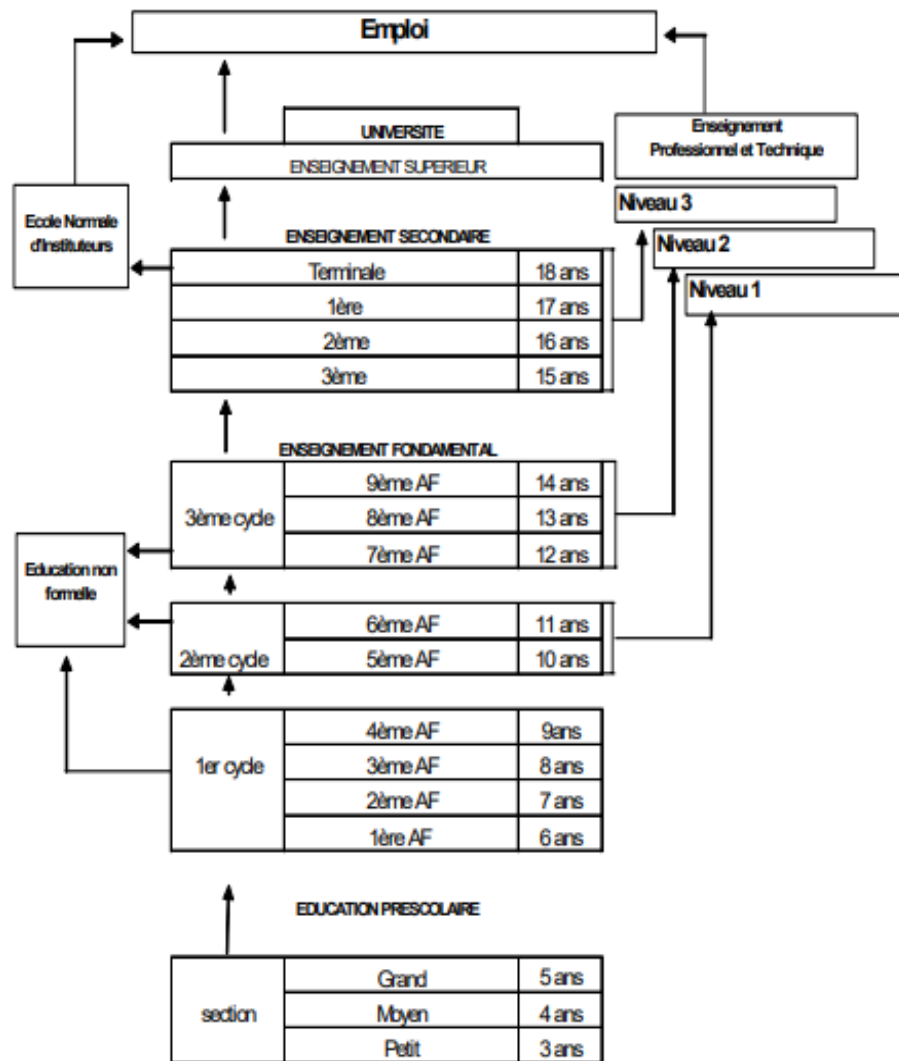 Emploi
UNIVERSITE
ENSEIGNEMENT SUPERIEUR
Enseignement
Professionel et Technique
Niveau 3
Niveau 2
Niveau 1
Ecole Normale
d'Instituteurs
ENSEIGNEMENT SECONDAIRE
Terminale 18 ans
1ère 17 ans
2ème 16 ans
3ème 15 ans
ENSEIGNEMENT FONDAMENTAL
3ème cycle
9ème AF 14 ans
8ème AF 13 ans
7ème AF 12 ans
Education non
formelle
2ème cycle
6ème AF 11 ans
5ème AF 10 ans
1er cycle
4ème AF 9ans
3ème AF 8 ans
2ème AF 7 ans
1ère AF 6 ans
EDUCATION PRESCOLAIRE
section
Grand 5 ans
Moyen 4 ans
Petit 3 ans